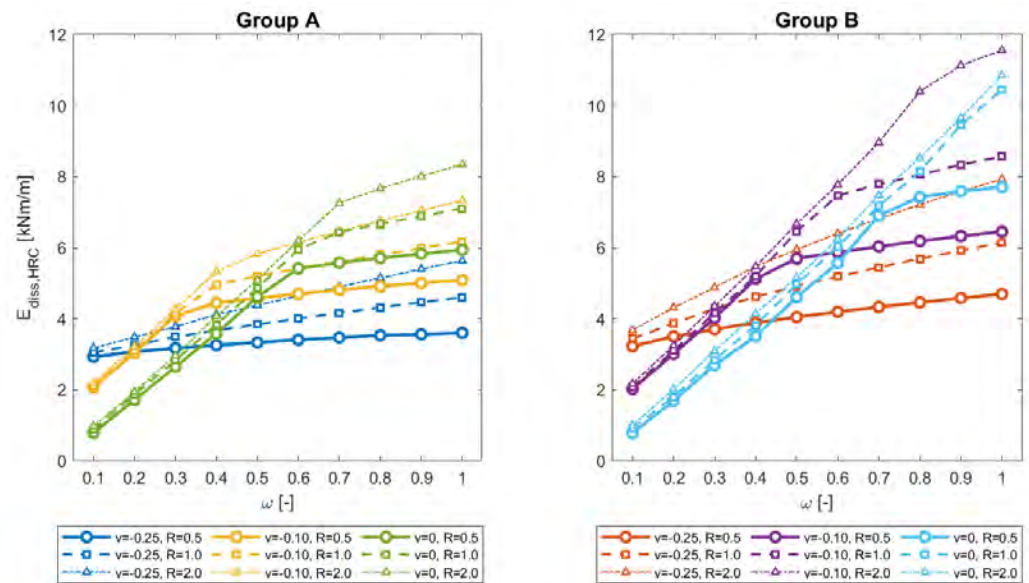 Group A
E_diss,HRC [kNm/m]
12
10
8
6
4
2
0
0.1 0.2 0.3 0.4 0.5 0.6 0.7 0.8 0.9 1
ω [-]
v=-0.25, R=0.5 v=-0.10, R=0.5 v=0, R=0.5
v=-0.25, R=1.0 v=-0.10, R=1.0 v=0, R=1.0
v=-0.25, R=2.0 v=-0.10, R=2.0 v=0, R=2.0
Group B
12
10
8
6
4
2
0
0.1 0.2 0.3 0.4 0.5 0.6 0.7 0.8 0.9 1
ω [-]
v=-0.25, R=0.5 v=-0.10, R=0.5 v=0, R=0.5
v=-0.25, R=1.0 v=-0.10, R=1.0 v=0, R=1.0
v=-0.25, R=2.0 v=-0.10, R=2.0 v=0, R=2.0